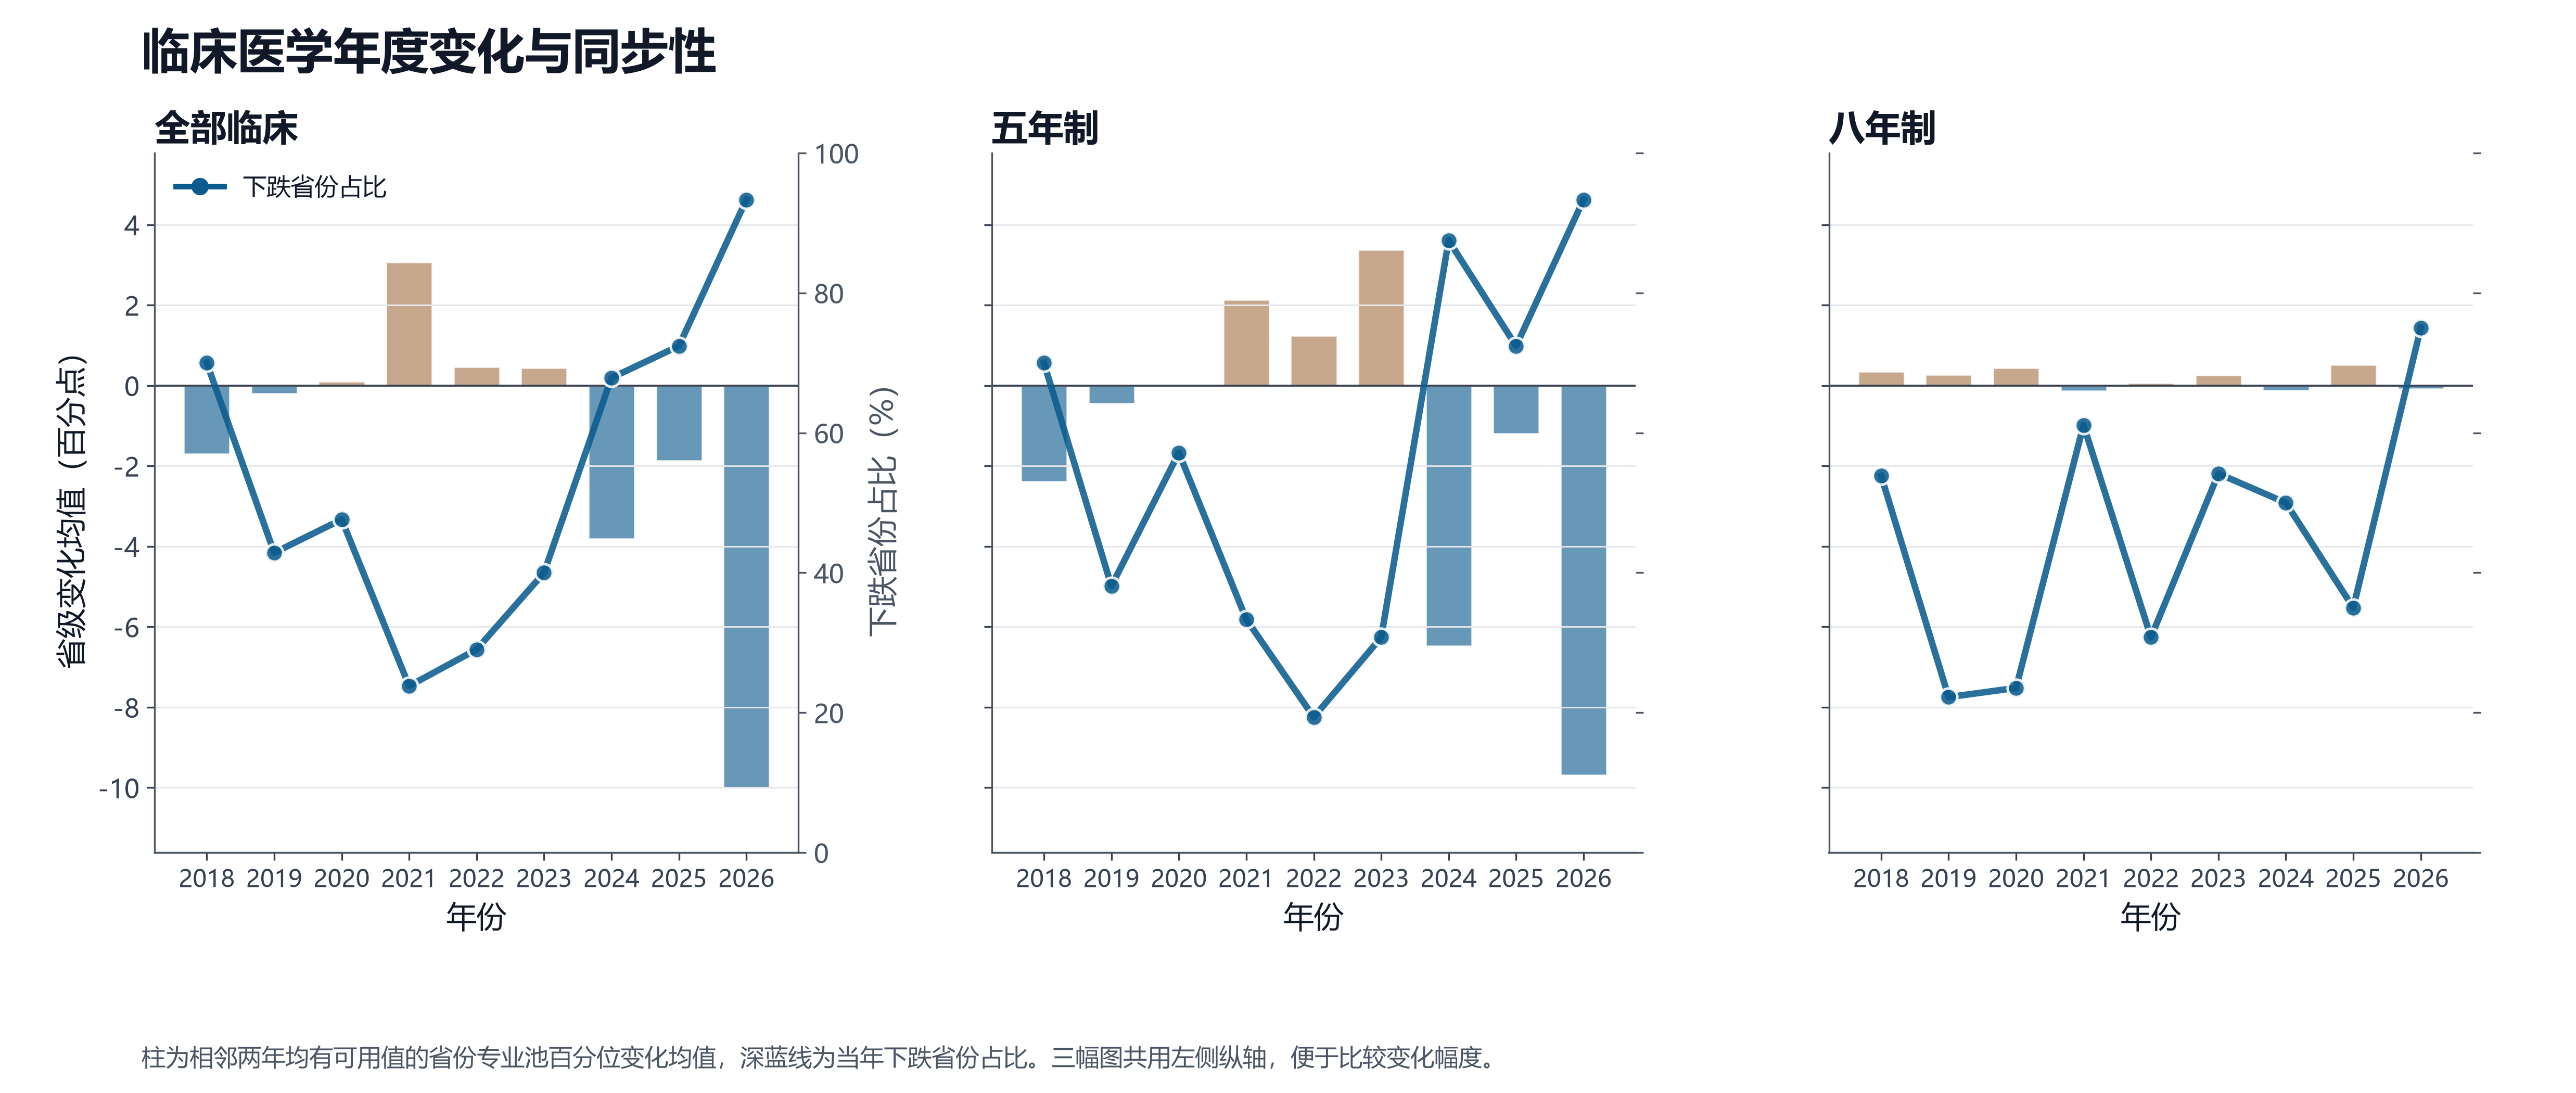 临床医学年度变化与同步性
全部临床
下跌省份占比
省级变化均值（百分点）
4
2
0
-2
-4
-6
-8
-10
100
80
60
40
20
0
下跌省份占比（%）
2018 2019 2020 2021 2022 2023 2024 2025 2026
年份
五年制
2018 2019 2020 2021 2022 2023 2024 2025 2026
年份
八年制
2018 2019 2020 2021 2022 2023 2024 2025 2026
年份
柱为相邻两年均有可用值的省份专业池百分位变化均值，深蓝线为当年下跌省份占比。三幅图共用左侧纵轴，便于比较变化幅度。